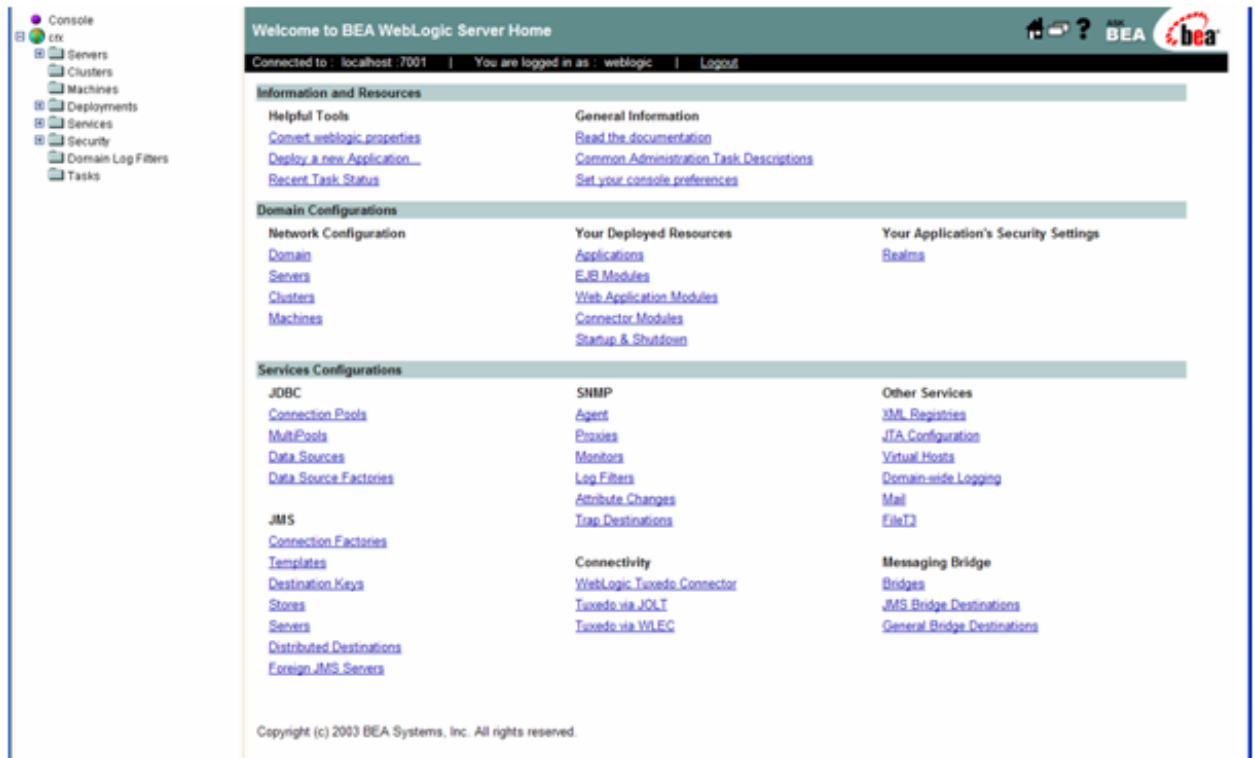 Console
crx
Servers
Clusters
Machines
Deployments
Services
Security
Domain Log Filters
Tasks
Welcome to BEA WebLogic Server Home
?
ASK BEA
bea
Connected to : localhost :7001 | You are logged in as : weblogic | Logout
Information and Resources
Helpful Tools
Convert weblogic.properties
Deploy a new Application...
Recent Task Status
General Information
Read the documentation
Common Administration Task Descriptions
Set your console preferences
Domain Configurations
Network Configuration
Domain
Servers
Clusters
Machines
Your Deployed Resources
Applications
EJB Modules
Web Application Modules
Connector Modules
Startup & Shutdown
Your Application's Security Settings
Realms
Services Configurations
JDBC
Connection Pools
MultiPools
Data Sources
Data Source Factories
SNMP
Agent
Proxies
Monitors
Log Filters
Attribute Changes
Trap Destinations
Other Services
XML Registries
JTA Configuration
Virtual Hosts
Domain-wide Logging
Mail
FileT3
JMS
Connection Factories
Templates
Destination Keys
Stores
Servers
Distributed Destinations
Foreign JMS Servers
Connectivity
WebLogic Tuxedo Connector
Tuxedo via JOLT
Tuxedo via WLEC
Messaging Bridge
Bridges
JMS Bridge Destinations
General Bridge Destinations
Copyright (c) 2003 BEA Systems, Inc. All rights reserved.